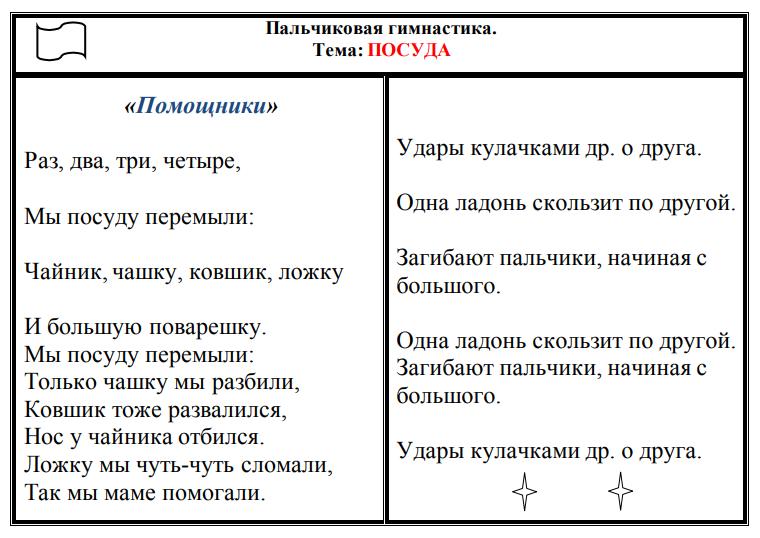 Пальчиковая гимнастика.
Тема: ПОСУДА
«Помощники»
Раз, два, три, четыре,
Мы посуду перемыли:
Чайник, чашку, ковшик, ложку
И большую поварешку.
Мы посуду перемыли:
Только чашку мы разбили,
Ковшик тоже развалился,
Нос у чайника отбился.
Ложку мы чуть-чуть сломали,
Так мы маме помогали.
Удары кулачками др. о друга.
Одна ладонь скользит по другой.
Загибают пальчики, начиная с
большого.
Одна ладонь скользит по другой.
Загибают пальчики, начиная с
большого.
Удары кулачками др. о друга.